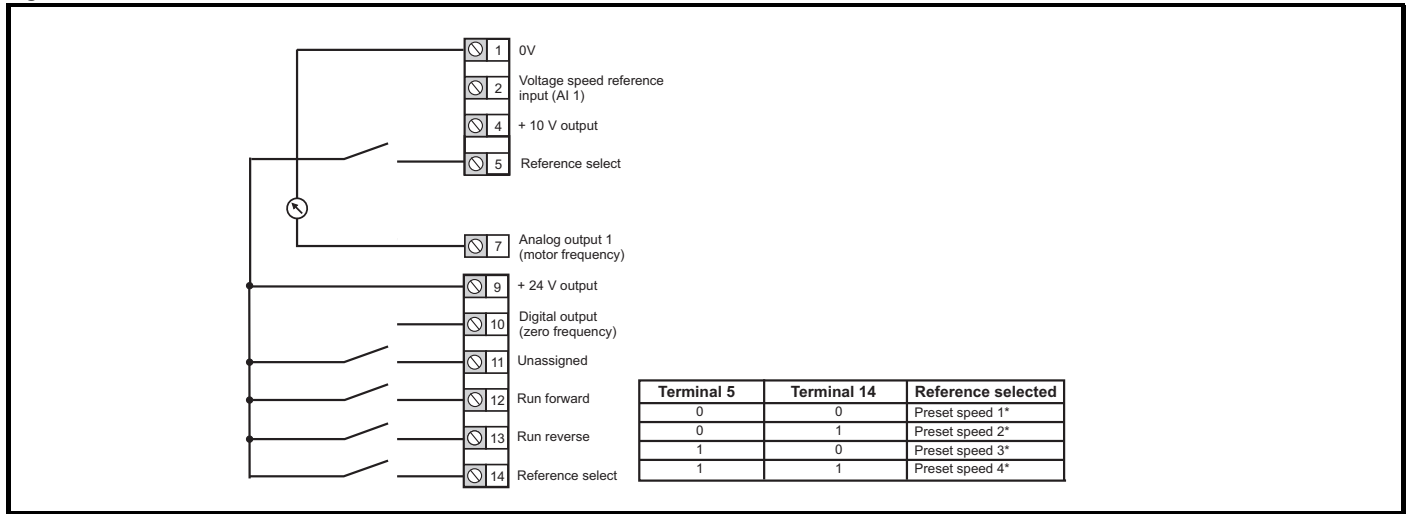 1 0V
2 Voltage speed reference
input (AI 1)
4 + 10 V output
5 Reference select
7 Analog output 1
(motor frequency)
9 + 24 V output
10 Digital output
(zero frequency)
11 Unassigned
12 Run forward
13 Run reverse
14 Reference select
Terminal 5 Terminal 14 Reference selected
0 0 Preset speed 1*
0 1 Preset speed 2*
1 0 Preset speed 3*
1 1 Preset speed 4*